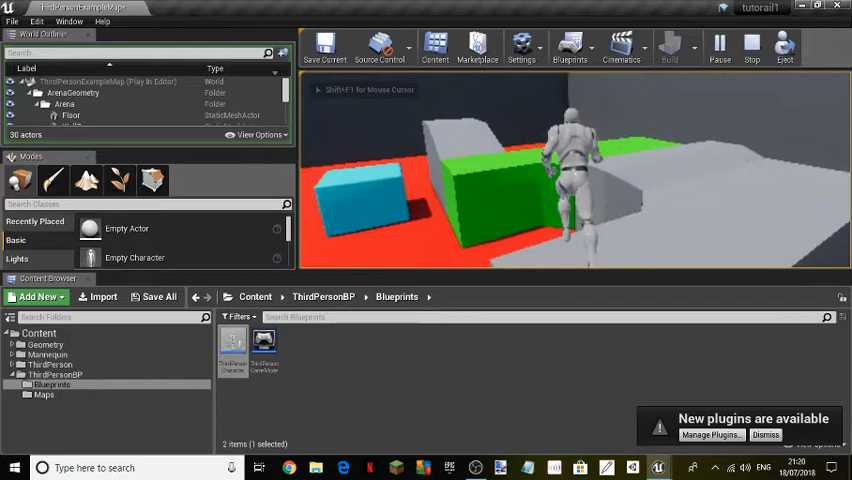 ThirdPersonExampleMap*
tutorail1
File Edit Window Help
World Outliner
Search...
Label Type
ThirdPersonExampleMap (Play In Editor) World
ArenaGeometry Folder
Arena Folder
Floor StaticMeshActor
30 actors View Options
Modes
Search Classes
Recently Placed
Basic
Lights
Empty Actor
Empty Character
Save Current Source Control Content Marketplace Settings Blueprints Cinematics Build Pause Stop Eject
Shift+F1 for Mouse Cursor
Content Browser
Add New Import Save All Content ThirdPersonBP Blueprints
Search Folders
Filters Search Blueprints
Content
Geometry
Mannequin
ThirdPerson
ThirdPersonBP
Blueprints
Maps
ThirdPerson
Character
ThirdPerson
GameMode
New plugins are available
Manage Plugins... Dismiss
2 items (1 selected)
Type here to search
EPIC
ENG
21:20
18/07/2018